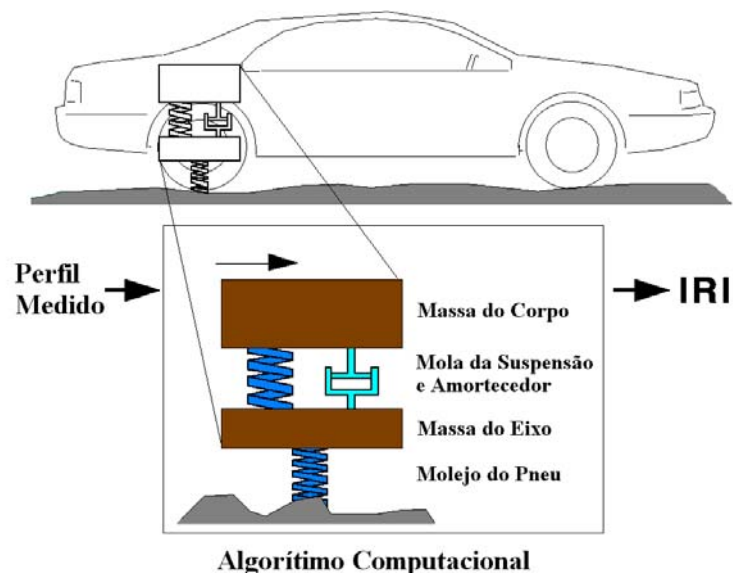 Perfil
Medido
IRI
Massa do Corpo
Mola da Suspensão
e Amortecedor
Massa do Eixo
Molejo do Pneu
Algorítimo Computacional